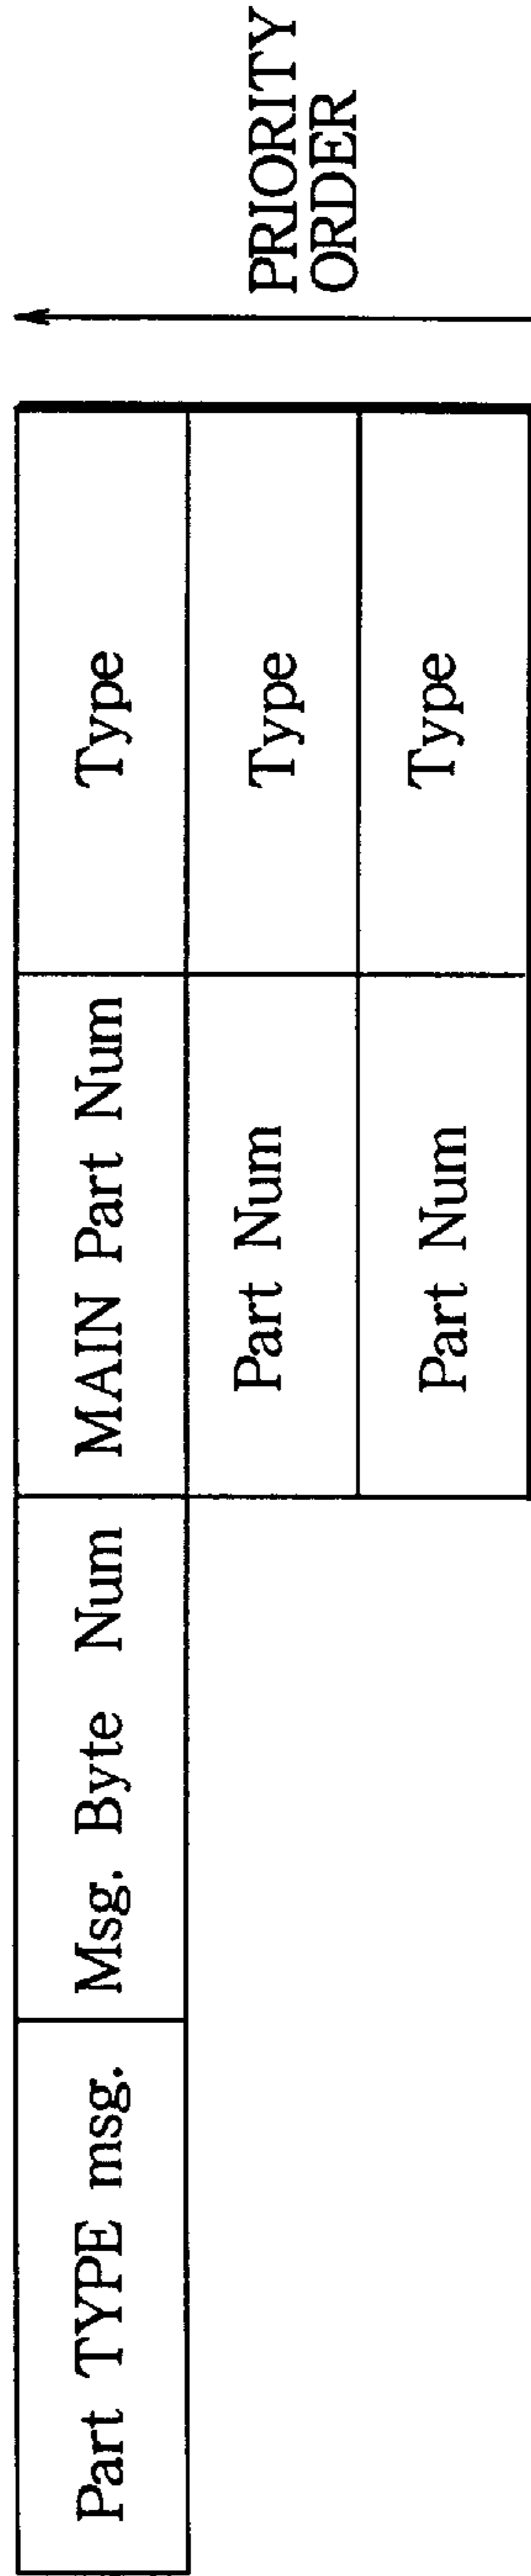 Part TYPE msg.
Msg. Byte Num
MAIN Part Num
Type
Part Num
Type
Part Num
Type
PRIORITY
ORDER